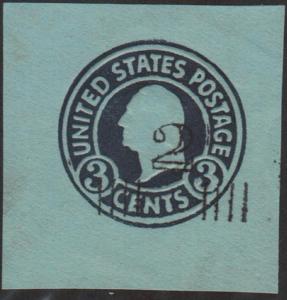 UNITED STATES POSTAGE
2
3 CENTS 3